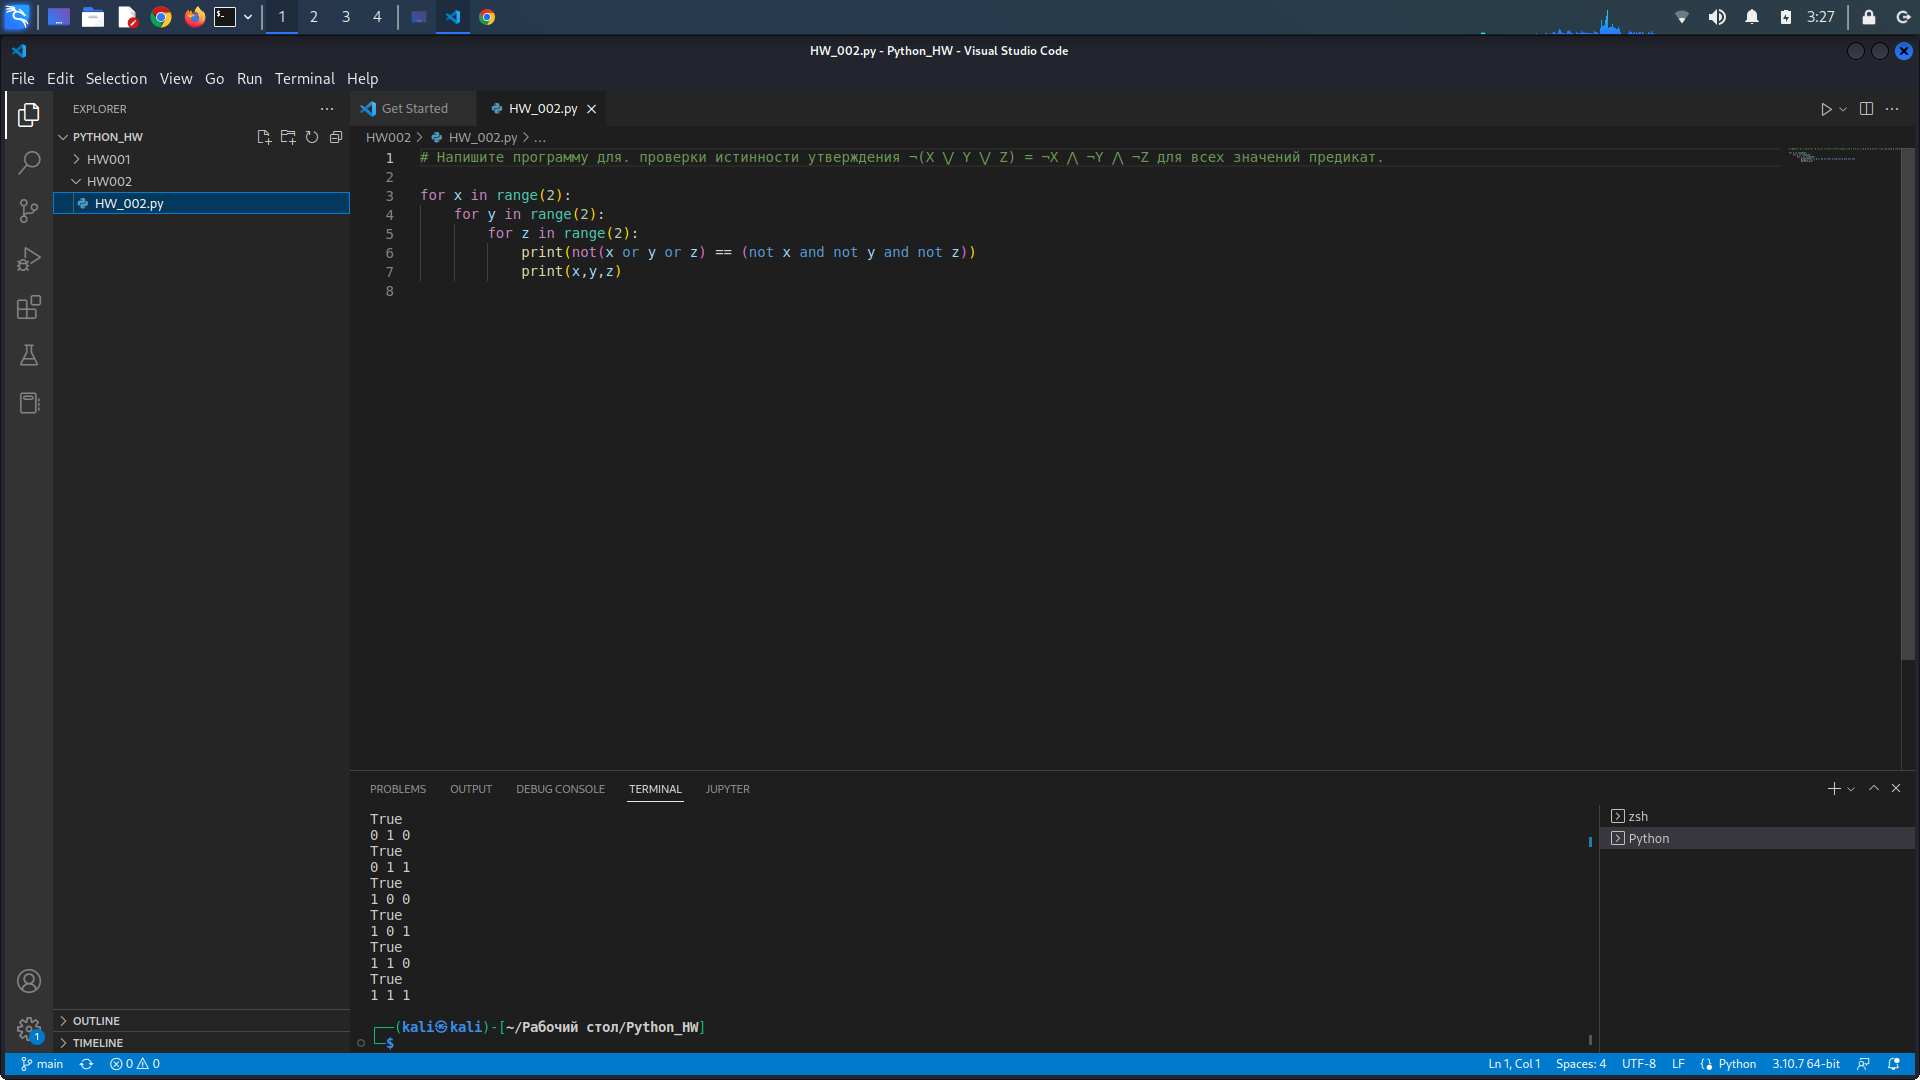 1 2 3 4 3:27
HW_002.py - Python_HW - Visual Studio Code
File Edit Selection View Go Run Terminal Help
EXPLORER
PYTHON_HW
HW001
HW002
HW_002.py
Get Started HW_002.py
HW002 > HW_002.py > ...
1 # Напишите программу для. проверки истинности утверждения ¬(X ⋁ Y ⋁ Z) = ¬X ⋀ ¬Y ⋀ ¬Z для всех значений предикат.
2
3 for x in range(2):
4 for y in range(2):
5 for z in range(2):
6 print(not(x or y or z) == (not x and not y and not z))
7 print(x,y,z)
8
PROBLEMS OUTPUT DEBUG CONSOLE TERMINAL JUPYTER
True
0 1 0
True
0 1 1
True
1 0 0
True
1 0 1
True
1 1 0
True
1 1 1
┌──(kali㉿kali)-[~/Рабочий стол/Python_HW]
└─$
zsh
Python
OUTLINE
TIMELINE
1
main 0 0 Ln 1, Col 1 Spaces: 4 UTF-8 LF Python 3.10.7 64-bit